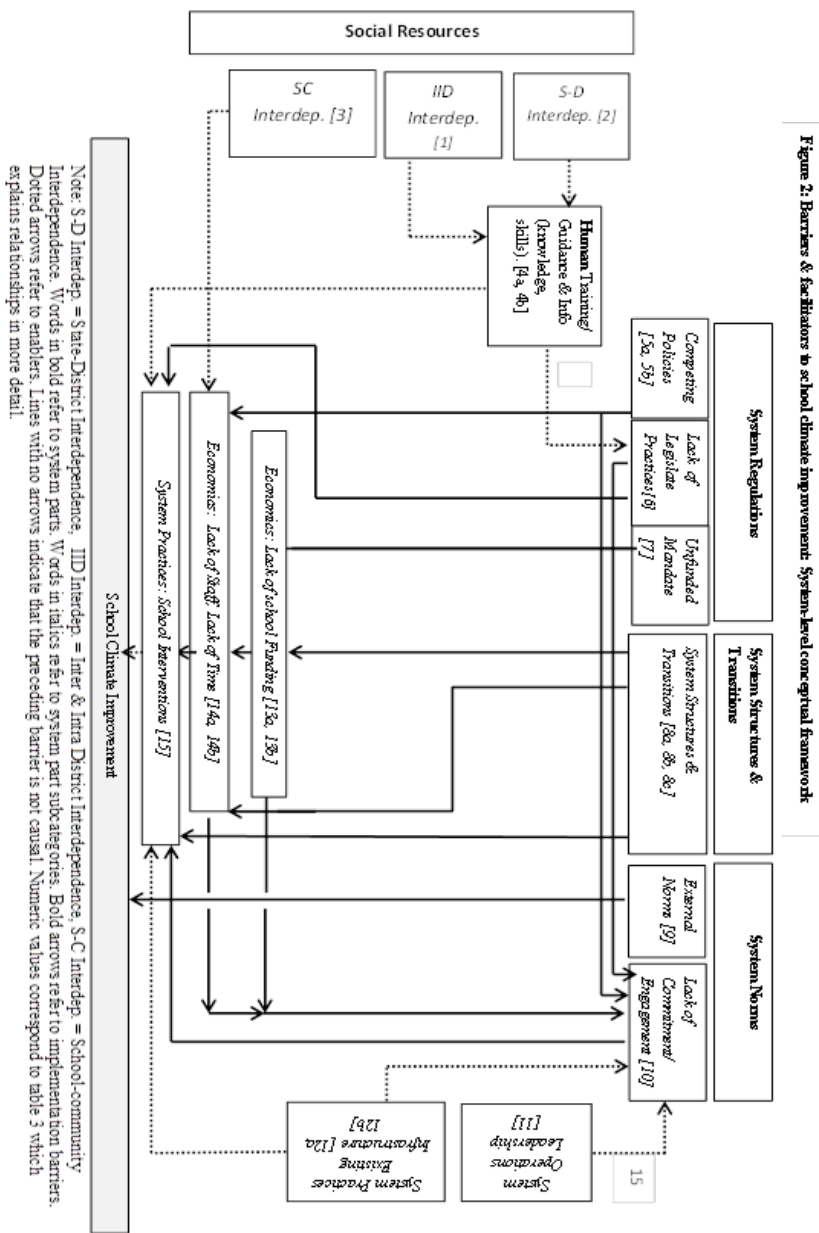 Figure 2: Barriers & facilitators to school climate improvement: System-level conceptual framework
System Regulations
System Structures &
Transitions
System Norms
Competing
Policies
[5a, 5b]
Lack of
Legislate
Practices[6]
Unfunded
Mandate
[7]
System Structures &
Transitions [8a, 8b, 8c]
External
Norms [9]
Lack of
Commitment/
Engagement [10]
15
Social Resources
S-D
Interdep. [2]
IID
Interdep.
[1]
SC
Interdep. [3]
Human Training/
Guidance & Info
(knowledge,
skills). [4a, 4b]
System Operations
Leadership
[11]
System Practices
Existing
Infrastructure [12a,
12b]
Economics: Lack of school Funding [13a, 13b]
Economics: Lack of Staff, Lack of Time [14a, 14b]
System Practices: School Interventions [15]
School Climate Improvement
Note: S-D Interdep. = State-District Interdependence, IID Interdep. = Inter & Intra District Interdependence, S-C Interdep. = School-community
Interdependence. Words in bold refer to system parts. Words in italics refer to system part subcategories. Bold arrows refer to implementation barriers.
Dotted arrows refer to enablers. Lines with no arrows indicate that the preceding barrier is not causal. Numeric values correspond to table 3 which
explains relationships in more detail.